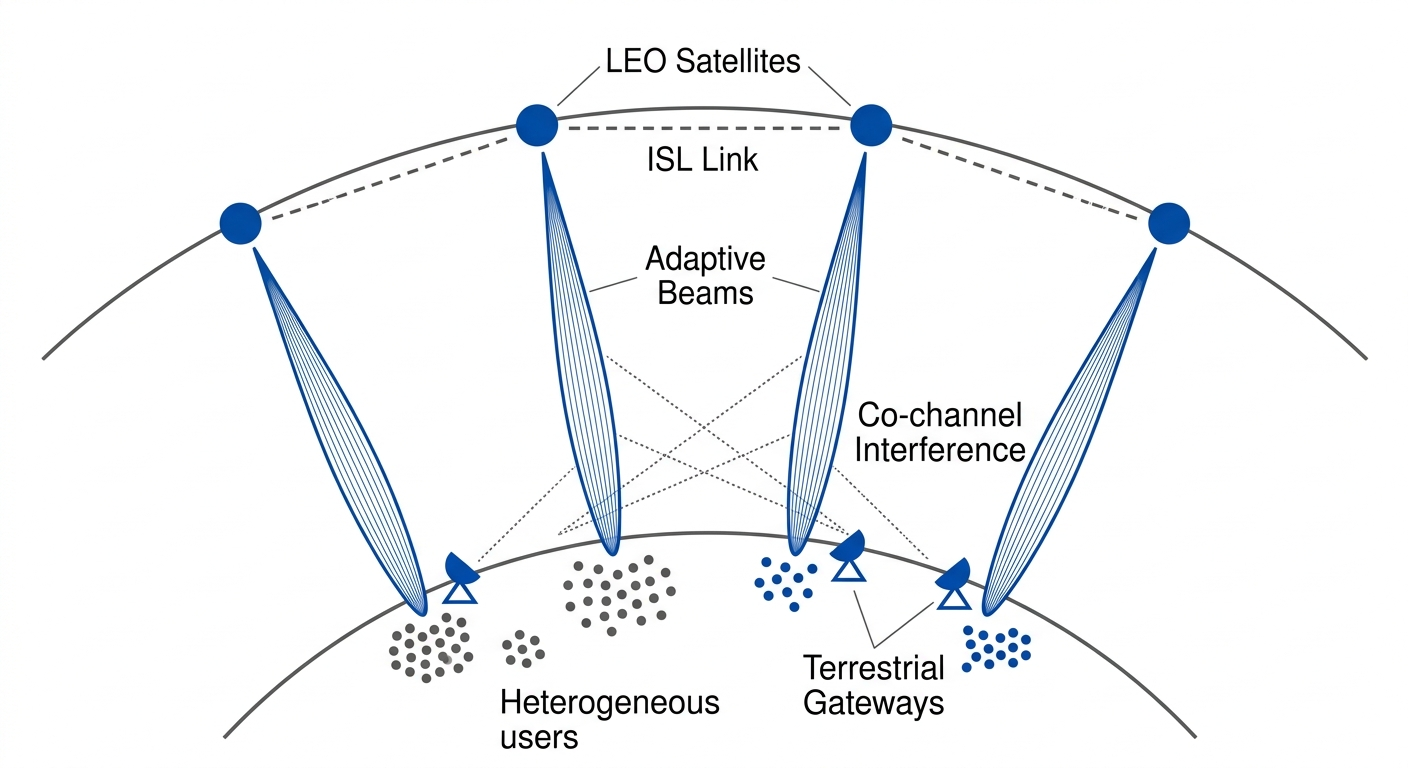 LEO Satellites
ISL Link
Adaptive
Beams
Co-channel
Interference
Terrestrial
Gateways
Heterogeneous
users